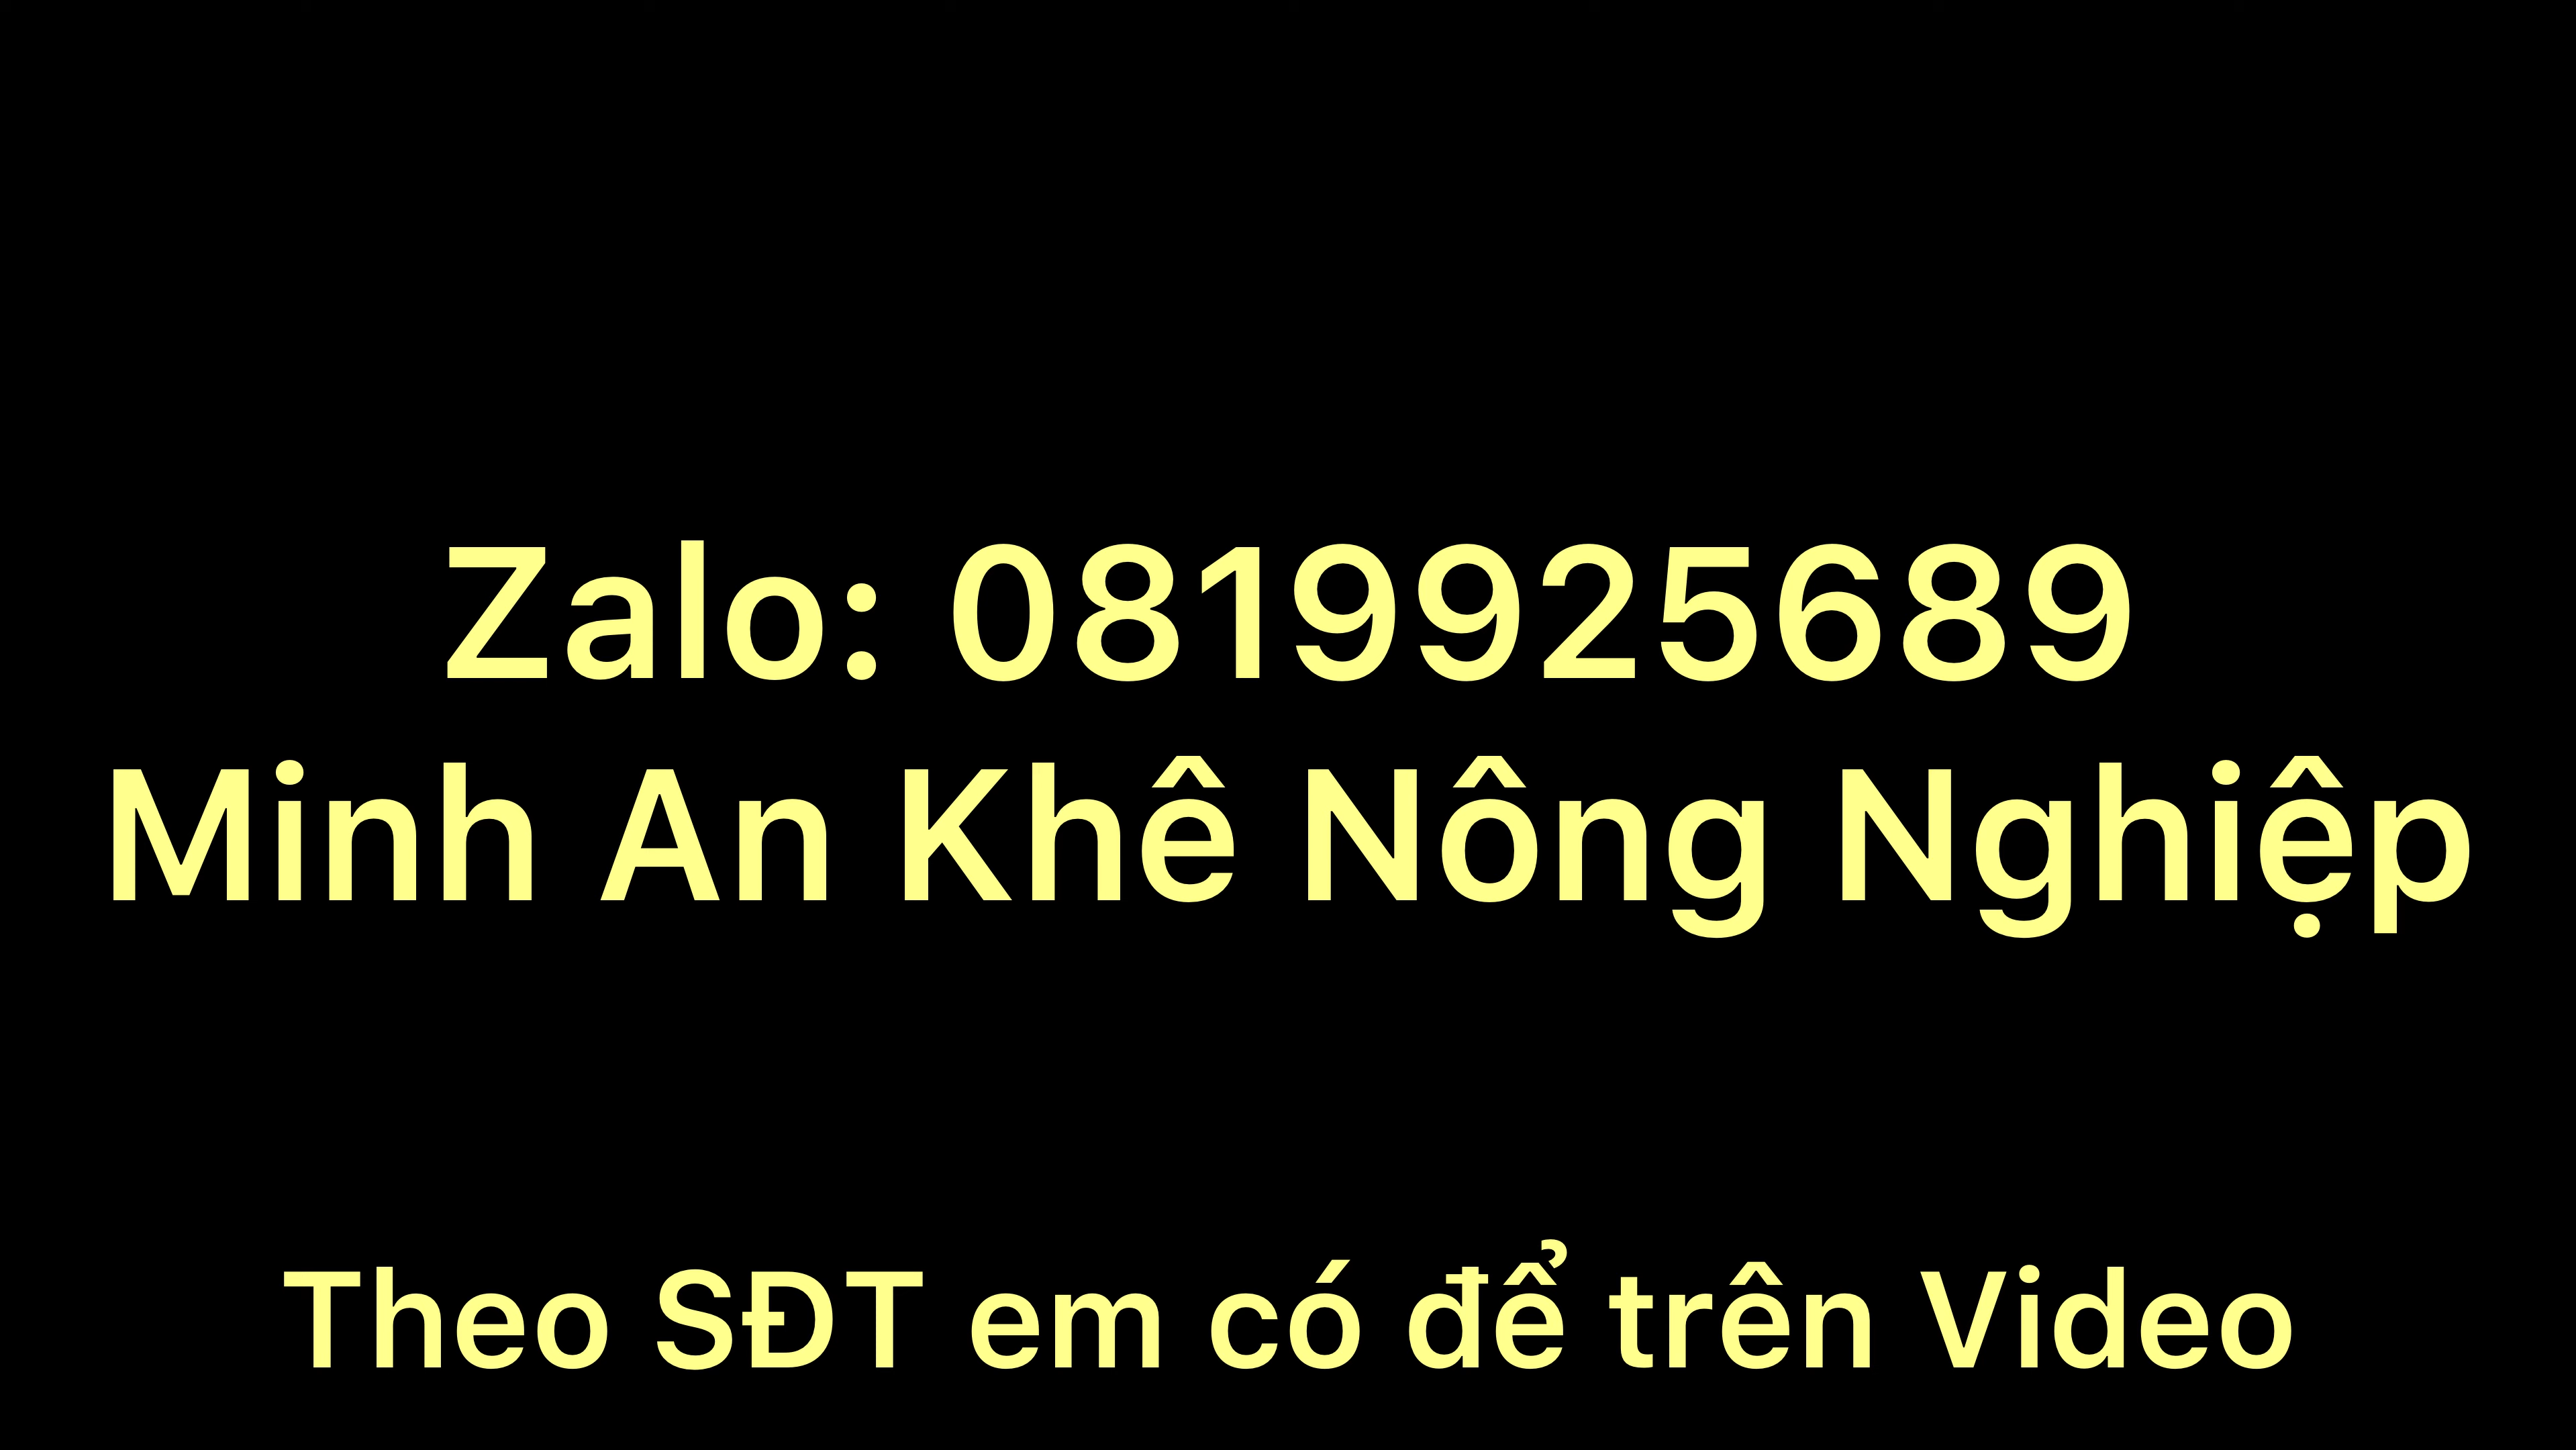 Zalo: 0819925689
Minh An Khê Nông Nghiệp
Theo SĐT em có để trên Video